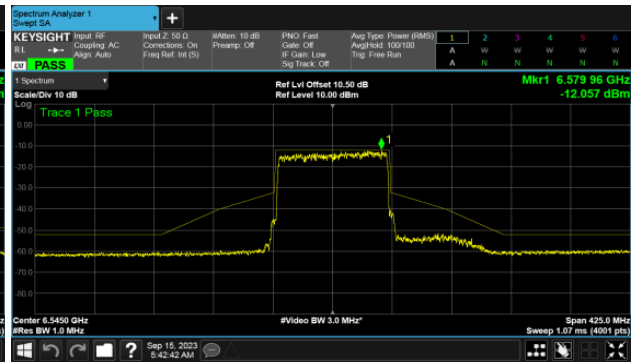 Spectrum Analyzer 1
Swept SA
+
KEYSIGHT Input: RF Input Z: 50 Ω #Atten: 10 dB PNO: Fast Avg Type: Power (RMS) 1 2 3 4 5 6
RL Coupling: AC Corrections: On Preamp: Off Gate: Off Avg|Hold: 100/100 A W W W W W
Align: Auto Freq Ref: Int (S) IF Gain: Low Trig: Free Run
LXI PASS Sig Track: Off A N N N N N
1 Spectrum Ref Lvl Offset 10.50 dB Mkr1 6.579 96 GHz
Scale/Div 10 dB Ref Level 10.00 dBm -12.057 dBm
Log
Trace 1 Pass
0.00
1
-10.0
-20.0
-30.0
-40.0
-50.0
-60.0
-70.0
-80.0
Center 6.5450 GHz #Video BW 3.0 MHz* Span 425.0 MHz
#Res BW 1.0 MHz Sweep 1.07 ms (4001 pts)
? Sep 15, 2023
5:42:42 AM